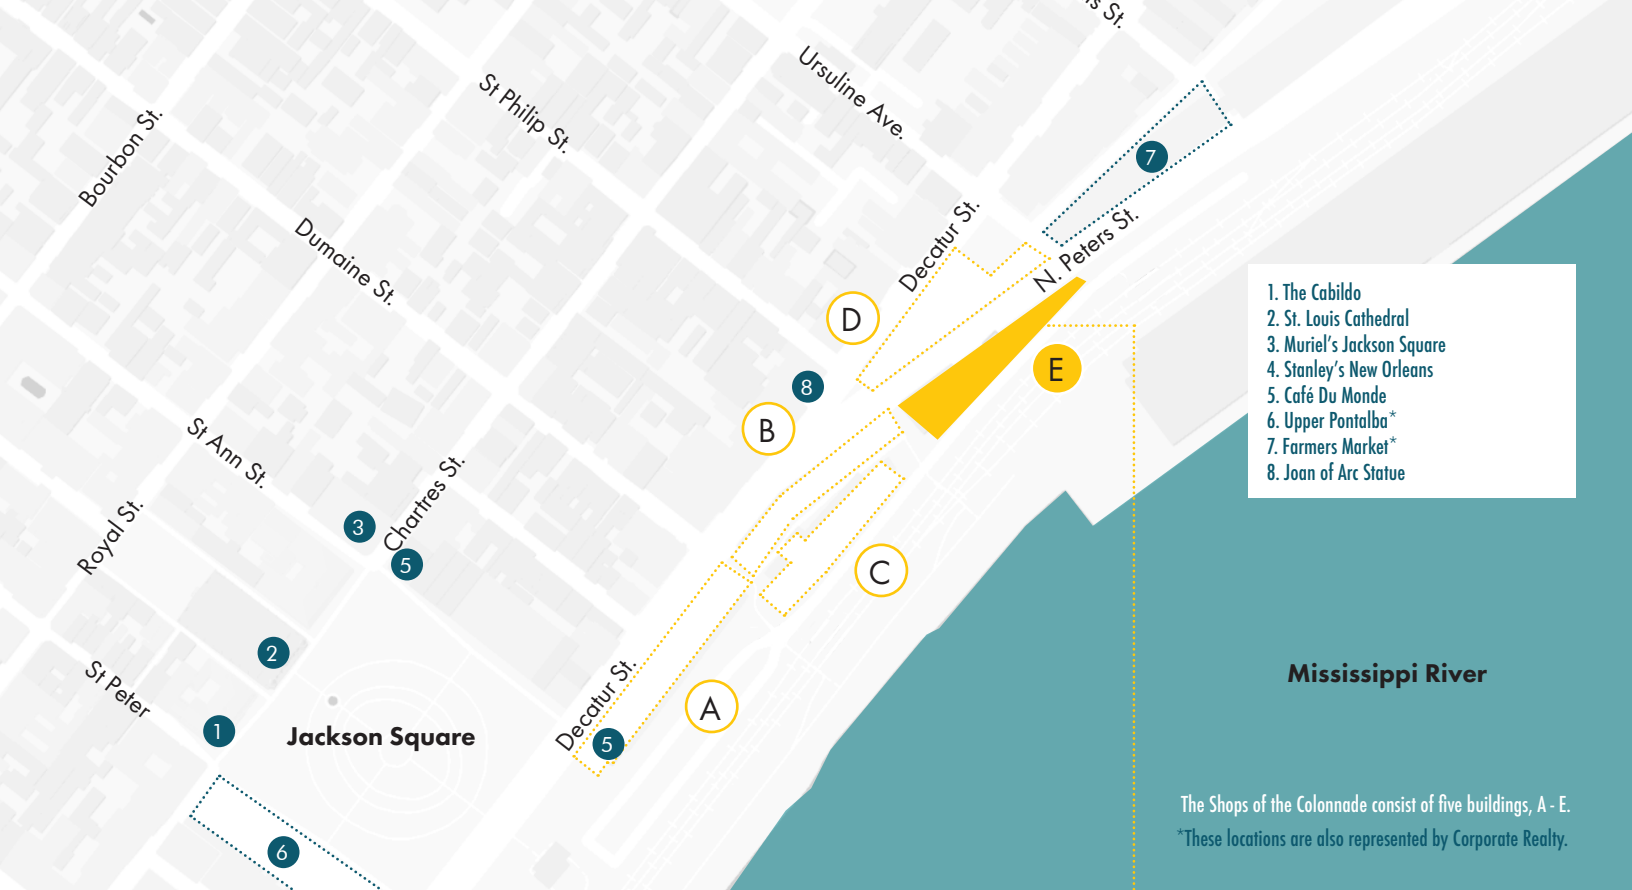 is St.
Ursuline Ave.
St Philip St.
Bourbon St.
7
Dumaine St.
Decatur St.
N. Peters St.
D
E
8
B
St Ann St.
Chartres St.
Royal St.
3
5
C
2
St Peter
Decatur St.
A
1
Jackson Square
5
6
1. The Cabildo
2. St. Louis Cathedral
3. Muriel's Jackson Square
4. Stanley's New Orleans
5. Café Du Monde
6. Upper Pontalba*
7. Farmers Market*
8. Joan of Arc Statue
Mississippi River
The Shops of the Colonnade consist of five buildings, A - E.
*These locations are also represented by Corporate Realty.